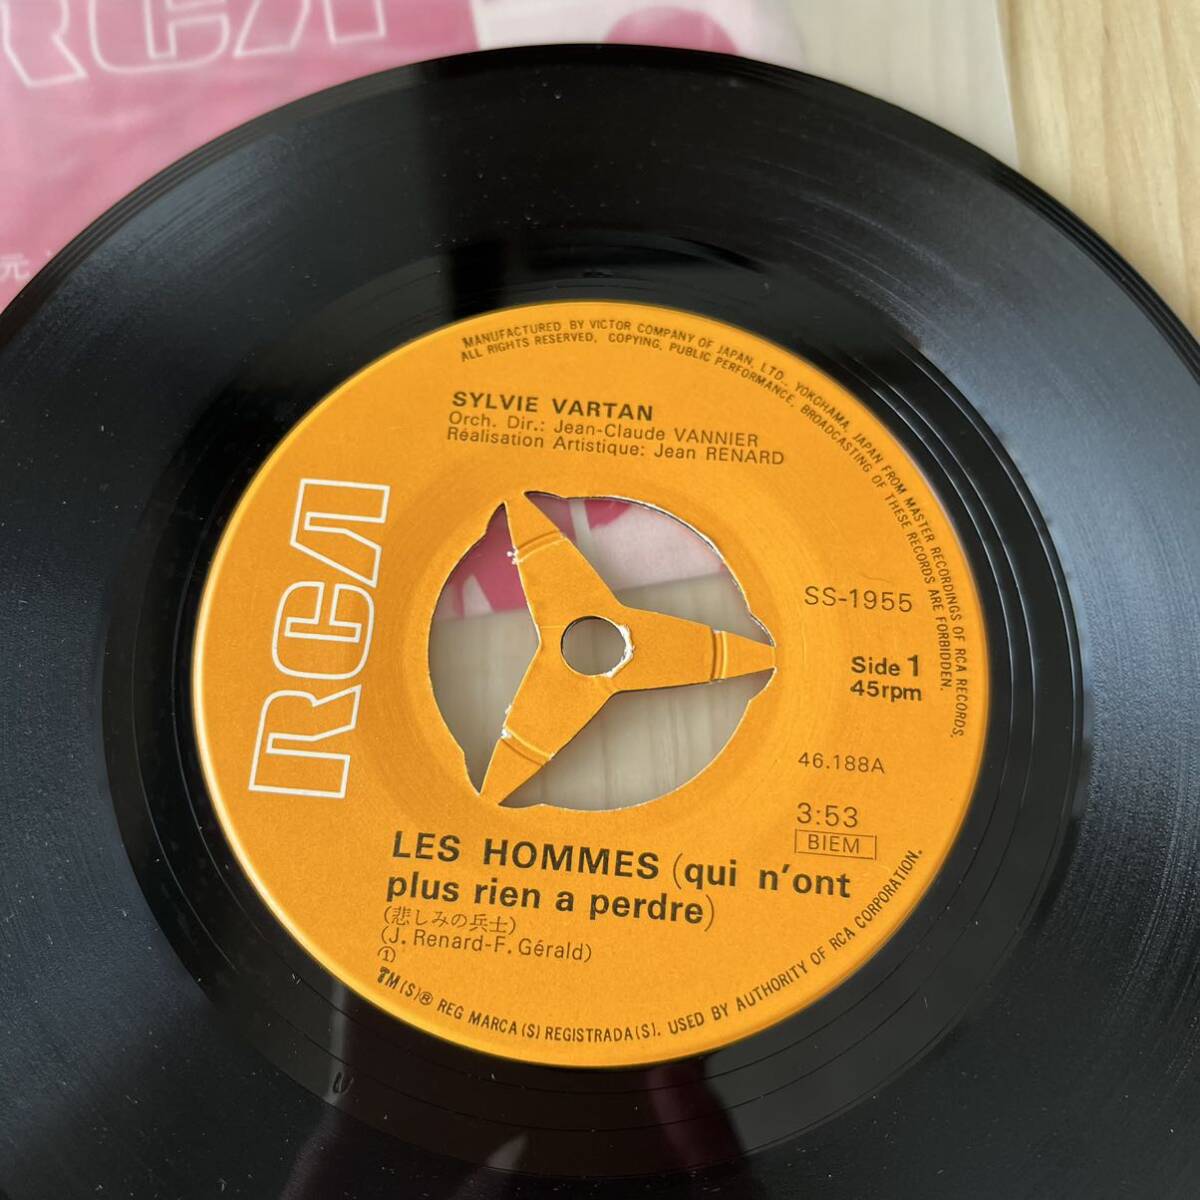 RCA
元
MANUFACTURED BY VICTOR COMPANY OF JAPAN, LTD., YOKOHAMA, JAPAN FROM MASTER RECORDINGS OF RCA RECORDS,
ALL RIGHTS RESERVED, COPYING, PUBLIC PERFORMANCE, BROADCASTING OF THESE RECORDS ARE FORBIDDEN.
SYLVIE VARTAN
Orch. Dir.: Jean-Claude VANNIER
Réalisation Artistique: Jean RENARD
RCA
SS-1955
Side 1
45rpm
46.188A
3:53
BIEM
LES HOMMES (qui n'ont
plus rien a perdre)
(悲しみの兵士)
(J. Renard-F. Gérald)
①
TM(S)® REG MARCA(S) REGISTRADA(S). USED BY AUTHORITY OF RCA CORPORATION.